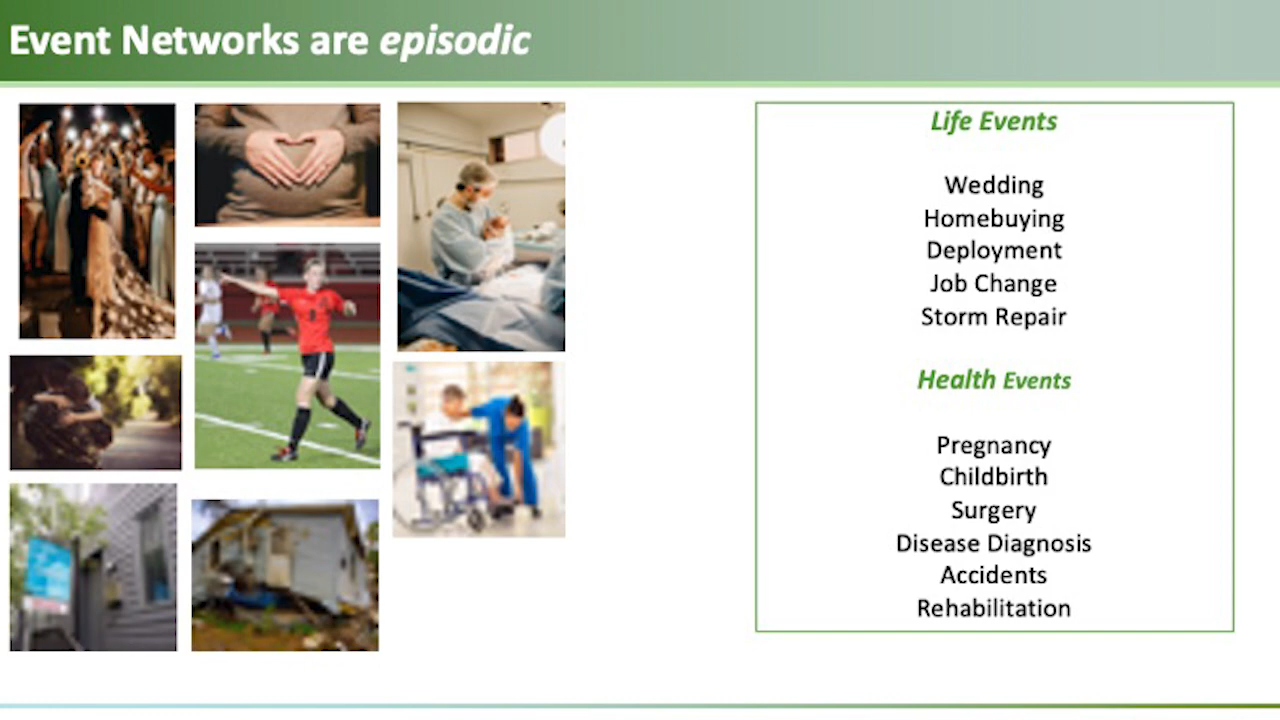 Event Networks are episodic
Life Events
Wedding
Homebuying
Deployment
Job Change
Storm Repair
Health Events
Pregnancy
Childbirth
Surgery
Disease Diagnosis
Accidents
Rehabilitation